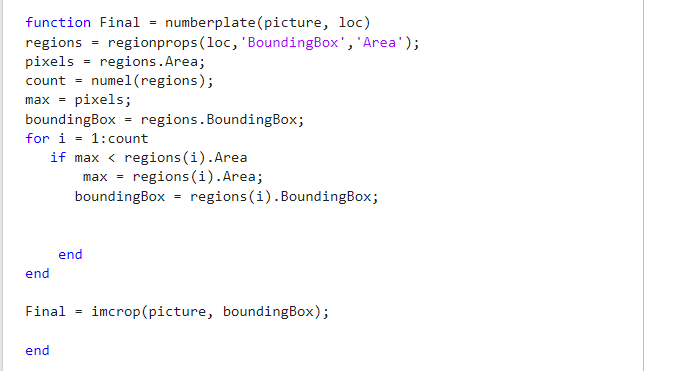 function Final = numberplate(picture, loc)
regions = regionprops(loc,'BoundingBox','Area');
pixels = regions.Area;
count = numel(regions);
max = pixels;
boundingBox = regions.BoundingBox;
for i = 1:count
   if max < regions(i).Area
       max = regions(i).Area;
      boundingBox = regions(i).BoundingBox;
    end
end
Final = imcrop(picture, boundingBox);
end